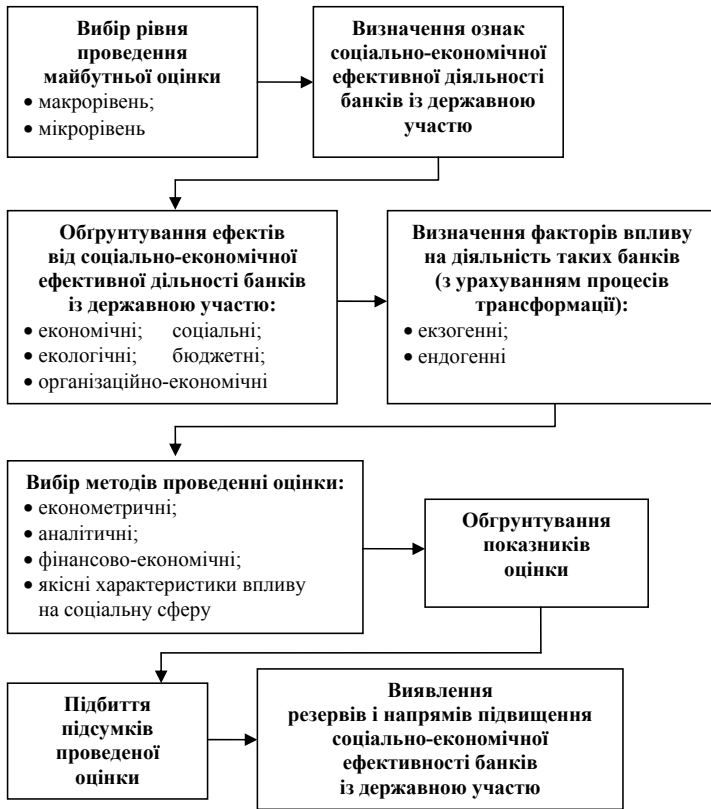 Вибір рівня
проведення
майбутньої оцінки
• макрорівень;
• мікрорівень
Визначення ознак
соціально-економічної
ефективної діяльності
банків із державною
участю
Обґрунтування ефектів
від соціально-економічної
ефективної дільності банків
із державною участю:
• економічні; соціальні;
• екологічні; бюджетні;
• організаційно-економічні
Визначення факторів впливу
на діяльність таких банків
(з урахуванням процесів
трансформації):
• екзогенні;
• ендогенні
Вибір методів проведенні оцінки:
• економетричні;
• аналітичні;
• фінансово-економічні;
• якісні характеристики впливу
на соціальну сферу
Обгрунтування
показників
оцінки
Підбиття
підсумків
проведеної
оцінки
Виявлення
резервів і напрямів підвищення
соціально-економічної
ефективності банків
із державною участю